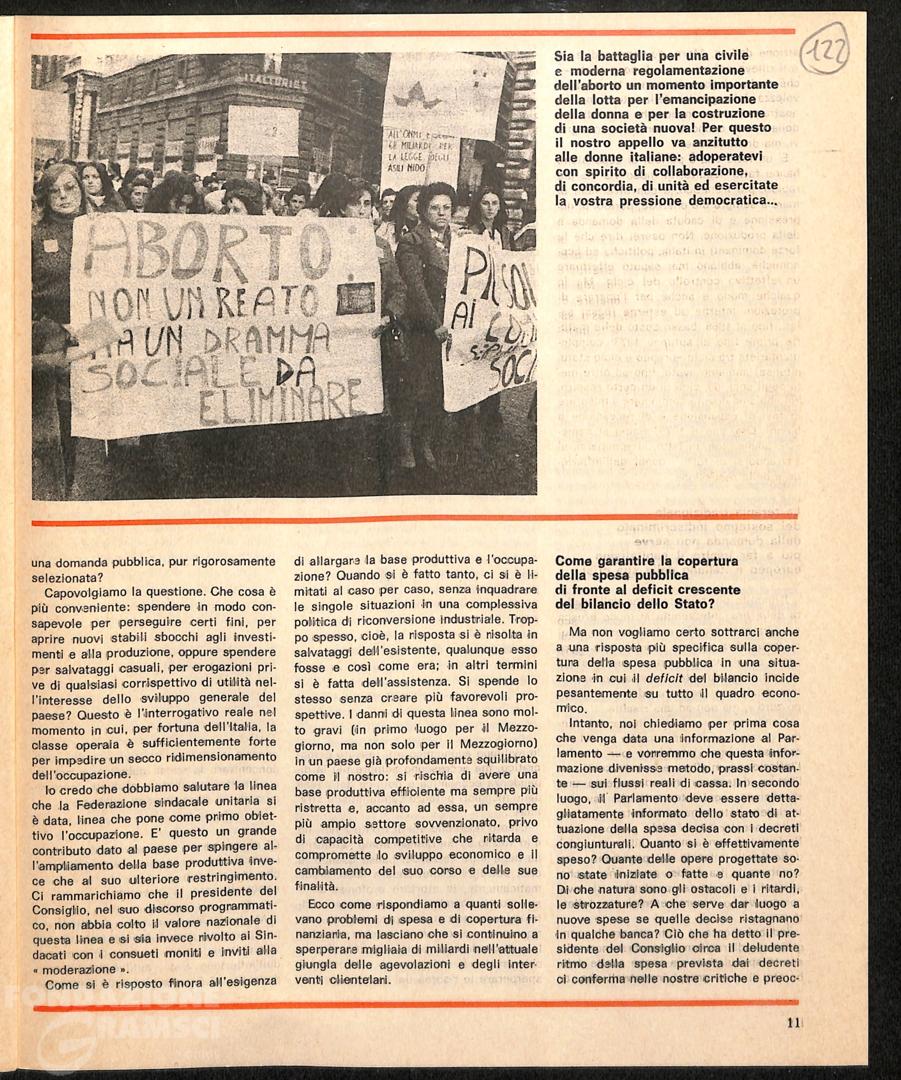 122
Sia la battaglia per una civile
e moderna regolamentazione
dell'aborto un momento importante
della lotta per l'emancipazione
della donna e per la costruzione
di una società nuova! Per questo
il nostro appello va anzitutto
alle donne italiane: adoperatevi
con spirito di collaborazione,
di concordia, di unità ed esercitate
la vostra pressione democratica...
ITALTURIST
ALL'ONMI
68 MILIARDI PER
LA LEGGE DEGLI
ASILI NIDO
ABORTO:
NON UN REATO
MA UN DRAMMA
SOCIALE DA
ELIMINARE
AI
SOCI
una domanda pubblica, pur rigorosamente
selezionata?
Capovolgiamo la questione. Che cosa è
più conveniente: spendere in modo con-
sapevole per perseguire certi fini, per
aprire nuovi stabili sbocchi agli investi-
menti e alla produzione, oppure spendere
per salvataggi casuali, per erogazioni pri-
ve di qualsiasi corrispettivo di utilità nel-
l'interesse dello sviluppo generale del
paese? Questo è l'interrogativo reale nel
momento in cui, per fortuna dell'Italia, la
classe operaia è sufficientemente forte
per impedire un secco ridimensionamento
dell'occupazione.
Io credo che dobbiamo salutare la linea
che la Federazione sindacale unitaria si
è data, linea che pone come primo obiet-
tivo l'occupazione. E' questo un grande
contributo dato al paese per spingere al-
l'ampliamento della base produttiva inve-
ce che al suo ulteriore restringimento.
Ci rammarichiamo che il presidente del
Consiglio, nel suo discorso programmati-
co, non abbia colto il valore nazionale di
questa linea e si sia invece rivolto ai Sin-
dacati con i consueti moniti e inviti alla
« moderazione ».
Come si è risposto finora all'esigenza
di allargare la base produttiva e l'occupa-
zione? Quando si è fatto tanto, ci si è li-
mitati al caso per caso, senza inquadrare
le singole situazioni in una complessiva
politica di riconversione industriale. Trop-
po spesso, cioè, la risposta si è risolta in
salvataggi dell'esistente, qualunque esso
fosse e così come era; in altri termini
si è fatta dell'assistenza. Si spende lo
stesso senza creare più favorevoli pro-
spettive. I danni di questa linea sono mol-
to gravi (in primo luogo per il Mezzo-
giorno, ma non solo per il Mezzogiorno)
in un paese già profondamente squilibrato
come il nostro: si rischia di avere una
base produttiva efficiente ma sempre più
ristretta e, accanto ad essa, un sempre
più ampio settore sovvenzionato, privo
di capacità competitive che ritarda e
compromette lo sviluppo economico e il
cambiamento del suo corso e delle sue
finalità.
Ecco come rispondiamo a quanti solle-
vano problemi di spesa e di copertura fi-
nanziaria, ma lasciano che si continuino a
sperperare migliaia di miliardi nell'attuale
giungla delle agevolazioni e degli inter-
venti clientelari.
Come garantire la copertura
della spesa pubblica
di fronte al deficit crescente
del bilancio dello Stato?
Ma non vogliamo certo sottrarci anche
a una risposta più specifica sulla coper-
tura della spesa pubblica in una situa-
zione in cui il deficit del bilancio incide
pesantemente su tutto il quadro econo-
mico.
Intanto, noi chiediamo per prima cosa
che venga data una informazione al Par-
lamento — e vorremmo che questa infor-
mazione divenisse metodo, prassi costan-
te — sui flussi reali di cassa. In secondo
luogo, il Parlamento deve essere detta-
gliatamente informato dello stato di at-
tuazione della spesa decisa con i decreti
congiunturali. Quanto si è effettivamente
speso? Quante delle opere progettate so-
no state iniziate o fatte e quante no?
Di che natura sono gli ostacoli e i ritardi,
le strozzature? A che serve dar luogo a
nuove spese se quelle decise ristagnano
in qualche banca? Ciò che ha detto il pre-
sidente del Consiglio circa il deludente
ritmo della spesa prevista dai decreti
ci conferma nelle nostre critiche e preoc-
FONDAZIONE
GRAMSCI
11